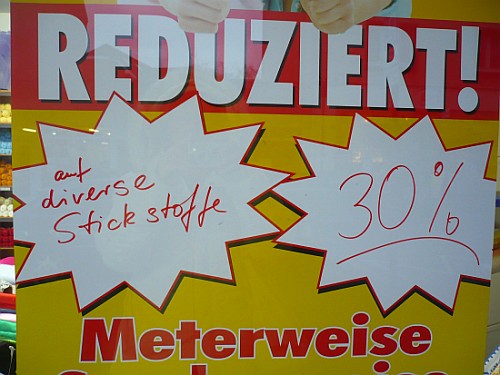 REDUZIERT!
auf
diverse
Stickstoffe
30%
Meterweise